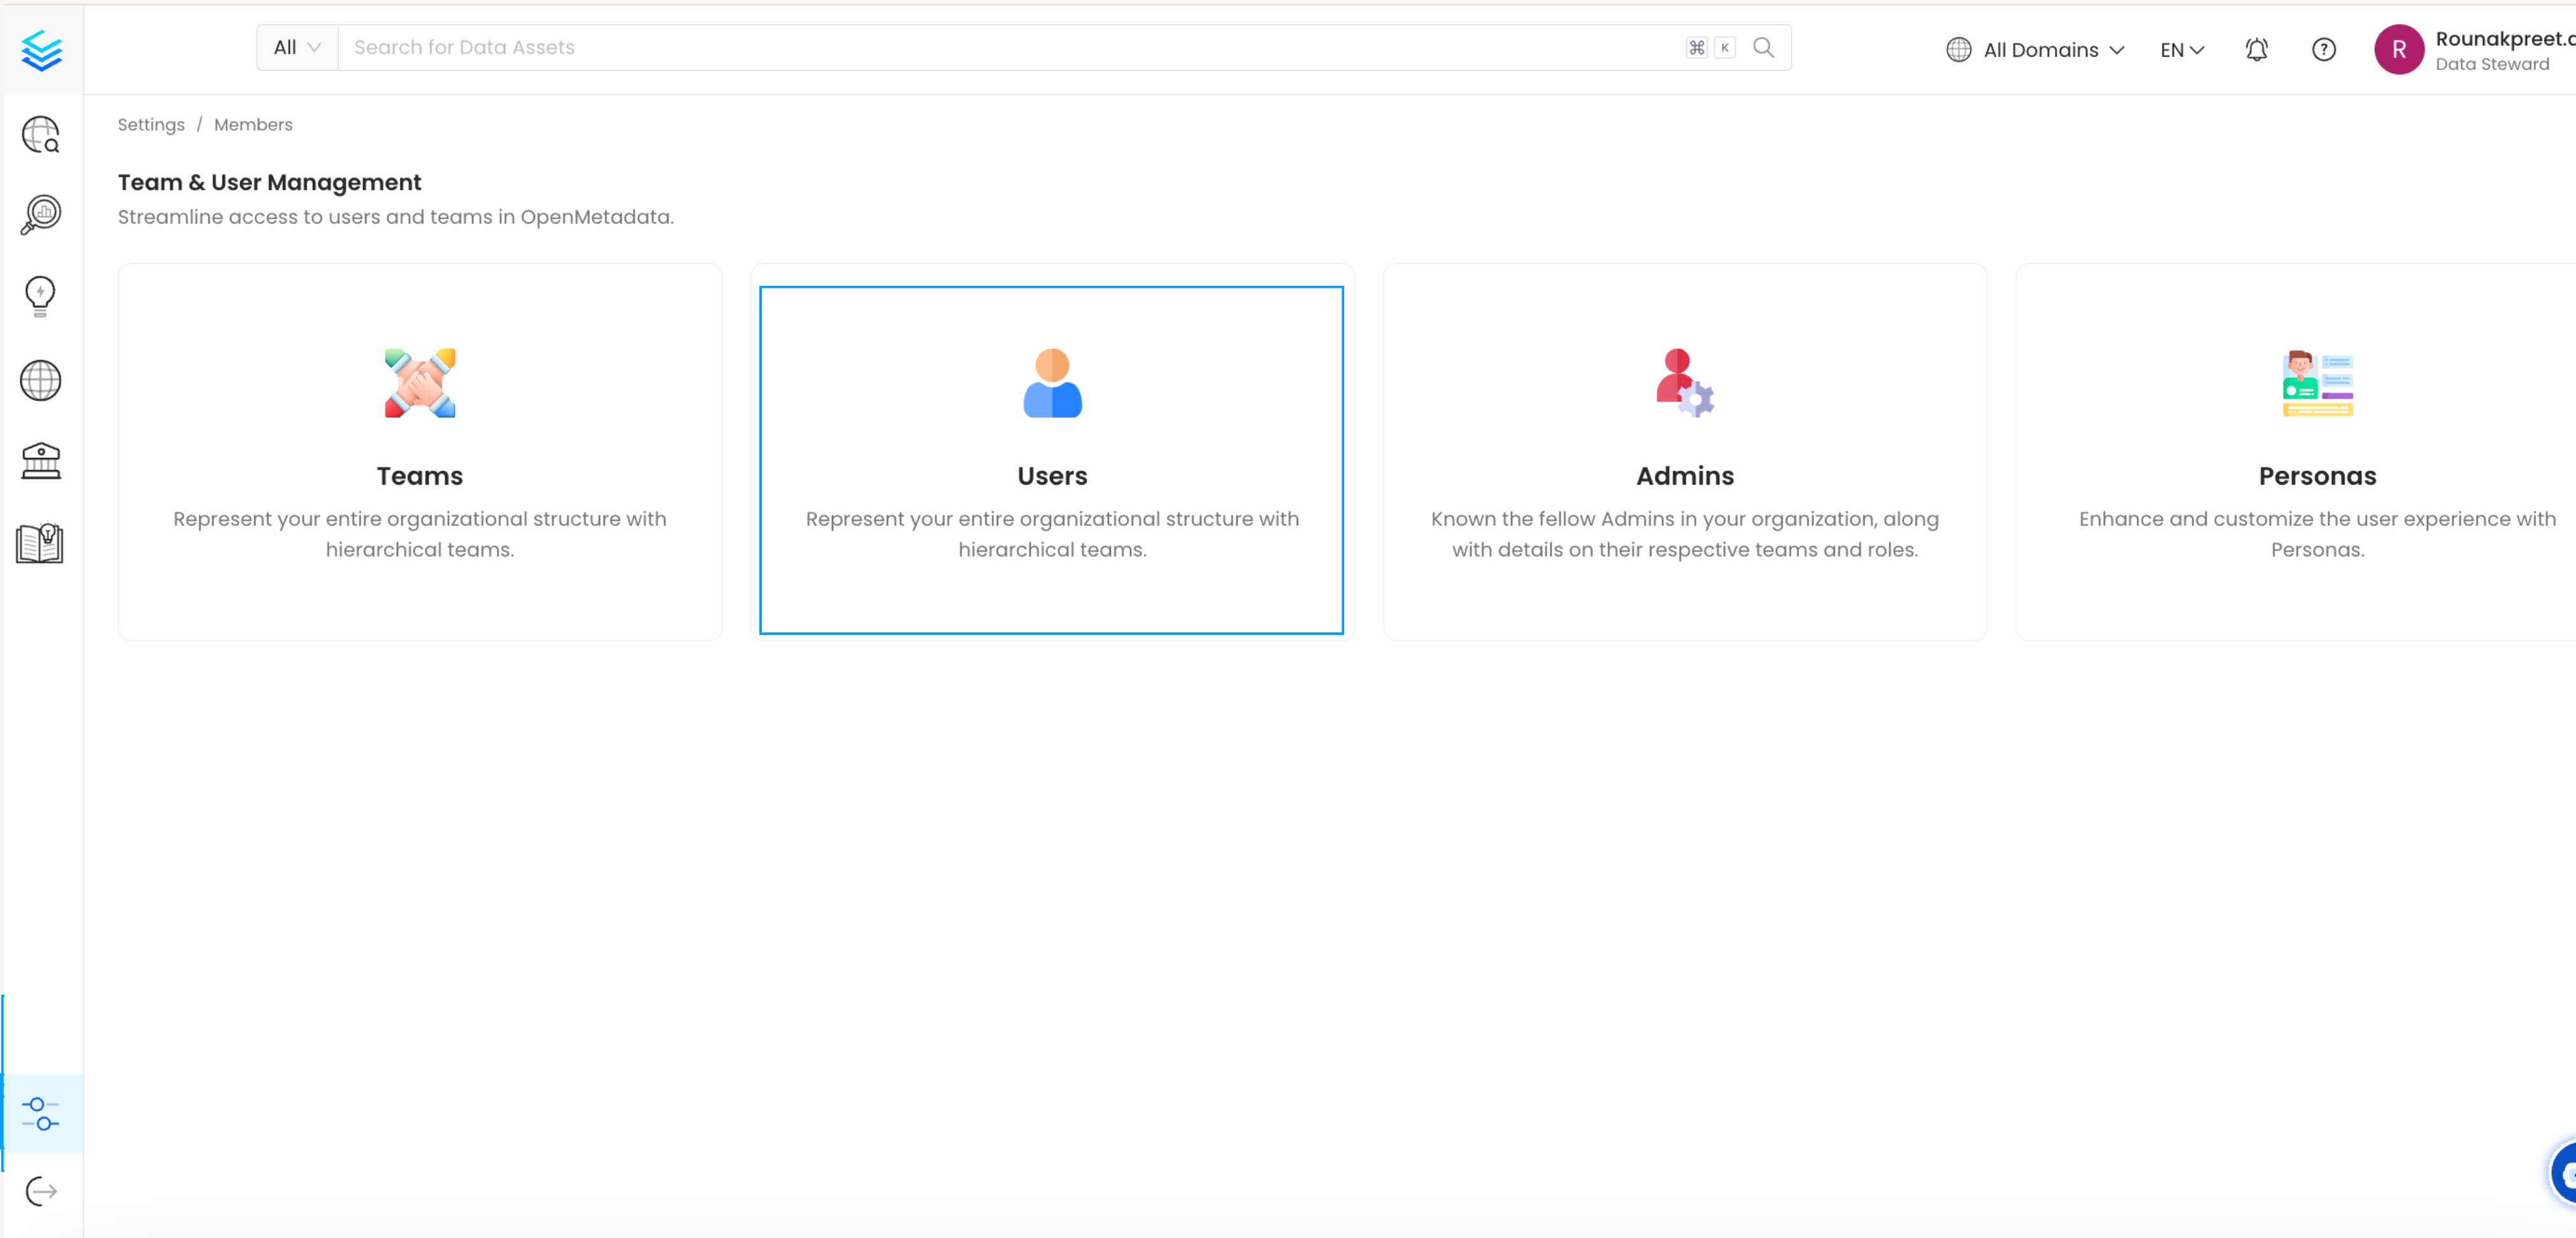 All
Search for Data Assets
⌘ K
All Domains
EN
?
R
Rounakpreet.d
Data Steward
Settings / Members
Team & User Management
Streamline access to users and teams in OpenMetadata.
Teams
Represent your entire organizational structure with
hierarchical teams.
Users
Represent your entire organizational structure with
hierarchical teams.
Admins
Known the fellow Admins in your organization, along
with details on their respective teams and roles.
Personas
Enhance and customize the user experience with
Personas.